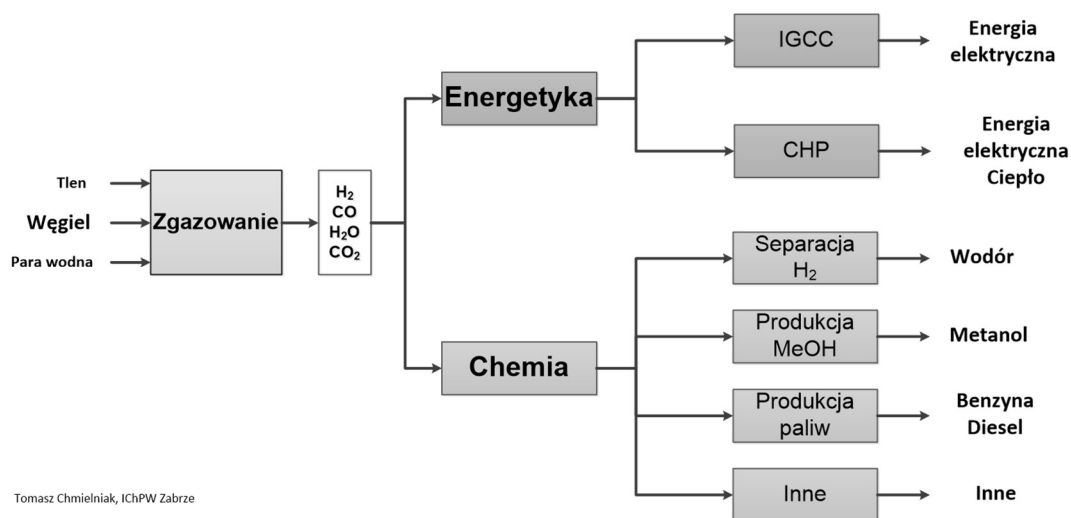 Tlen
Węgiel
Para wodna
Zgazowanie
H₂
CO
H₂O
CO₂
Energetyka
IGCC
Energia
elektryczna
CHP
Energia
elektryczna
Ciepło
Chemia
Separacja
H₂
Wodór
Produkcja
MeOH
Metanol
Produkcja
paliw
Benzyna
Diesel
Inne
Inne
Tomasz Chmielniak, IChPW Zabrze